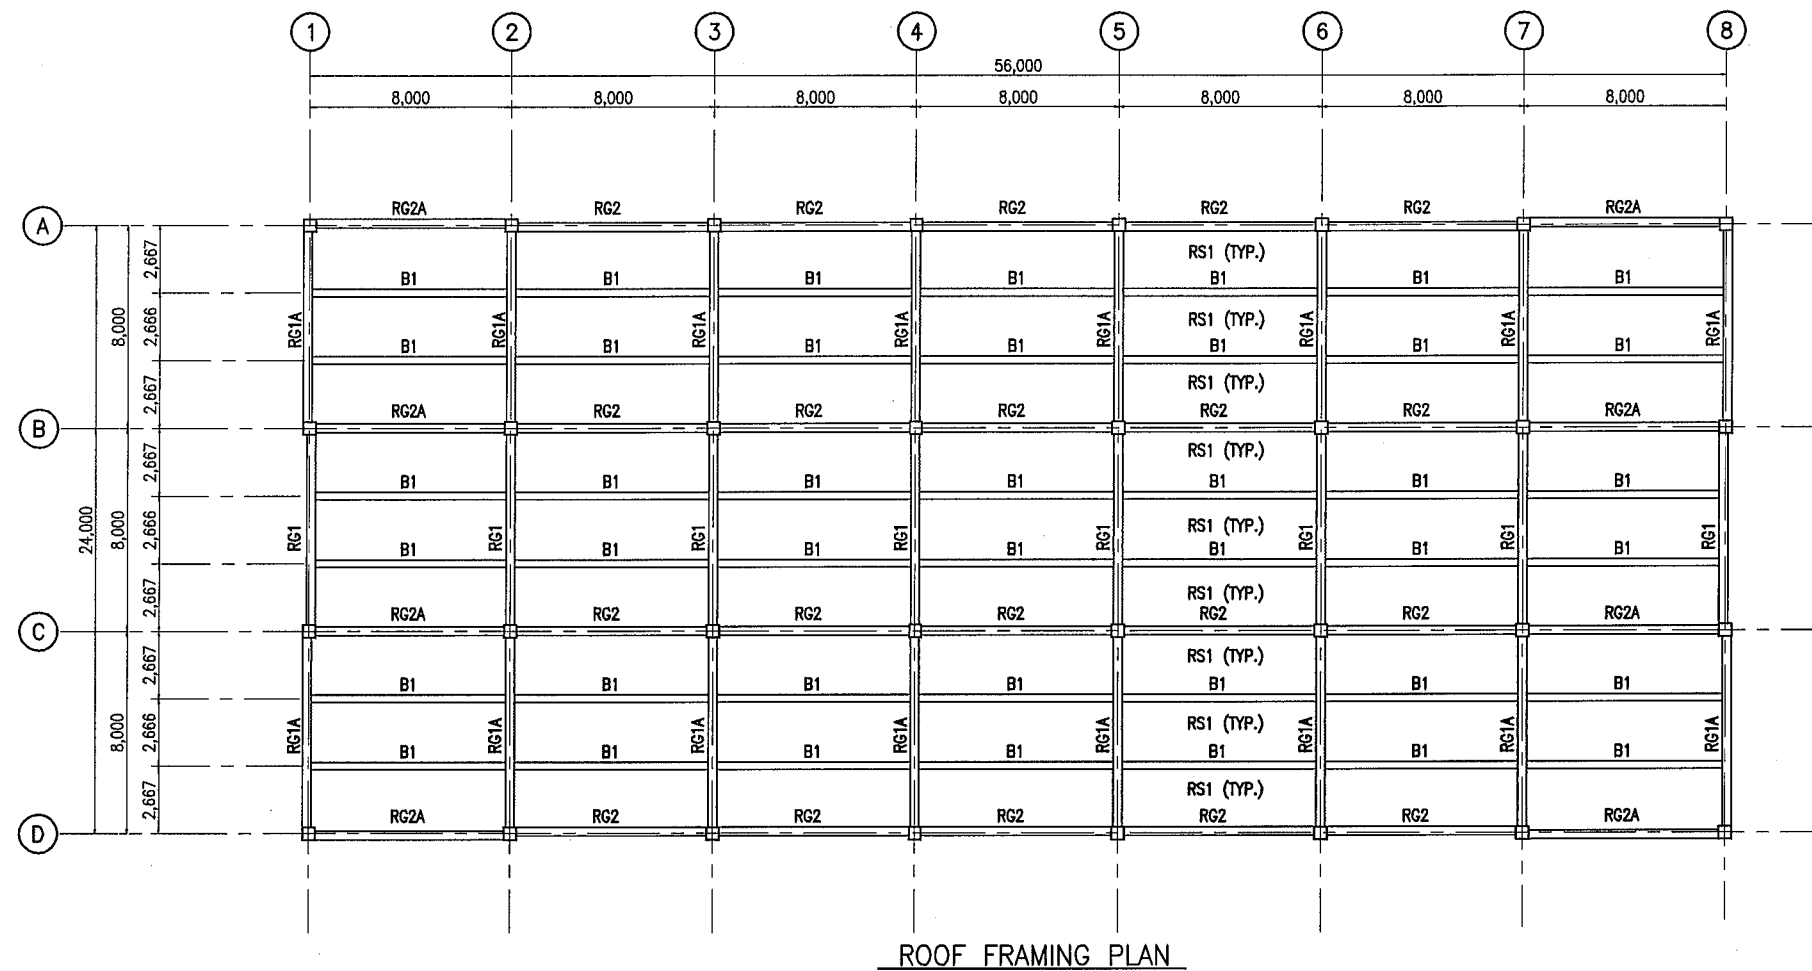 1 2 3 4 5 6 7 8
56,000
8,000 8,000 8,000 8,000 8,000 8,000 8,000
RG2A RG2 RG2 RG2 RG2 RG2 RG2A
A
2,667
RS1 (TYP.)
B1 B1 B1 B1 B1 B1 B1
8,000 2,666 RG1A RG1A RG1A RG1A RG1A RG1A RG1A RG1A
RS1 (TYP.)
B1 B1 B1 B1 B1 B1 B1
2,667
RS1 (TYP.)
RG2A RG2 RG2 RG2 RG2 RG2 RG2A
B
2,667
RS1 (TYP.)
B1 B1 B1 B1 B1 B1 B1
24,000 8,000 2,666 RG1 RG1 RG1 RG1 RG1 RG1 RG1 RG1
RS1 (TYP.)
B1 B1 B1 B1 B1 B1 B1
2,667
RS1 (TYP.)
RG2A RG2 RG2 RG2 RG2 RG2 RG2A
C
2,667
RS1 (TYP.)
B1 B1 B1 B1 B1 B1 B1
8,000 2,666 RG1A RG1A RG1A RG1A RG1A RG1A RG1A RG1A
RS1 (TYP.)
B1 B1 B1 B1 B1 B1 B1
2,667
RS1 (TYP.)
RG2A RG2 RG2 RG2 RG2 RG2 RG2A
D
ROOF FRAMING PLAN